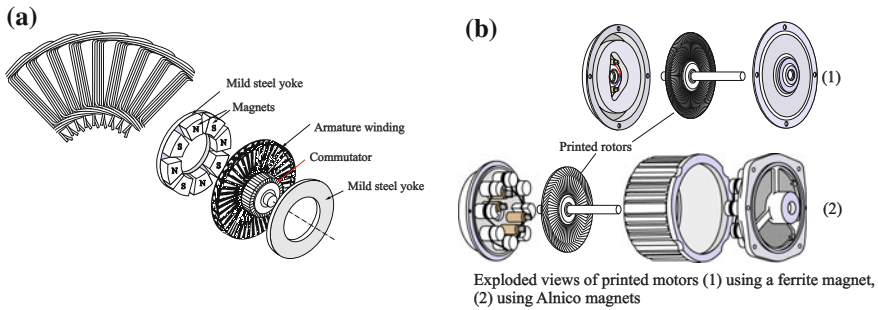 (a)
Mild steel yoke
Magnets
N
S
S
N
S
N
N
S
Armature winding
Commutator
Mild steel yoke
(b)
(1)
Printed rotors
(2)
Exploded views of printed motors (1) using a ferrite magnet,
(2) using Alnico magnets